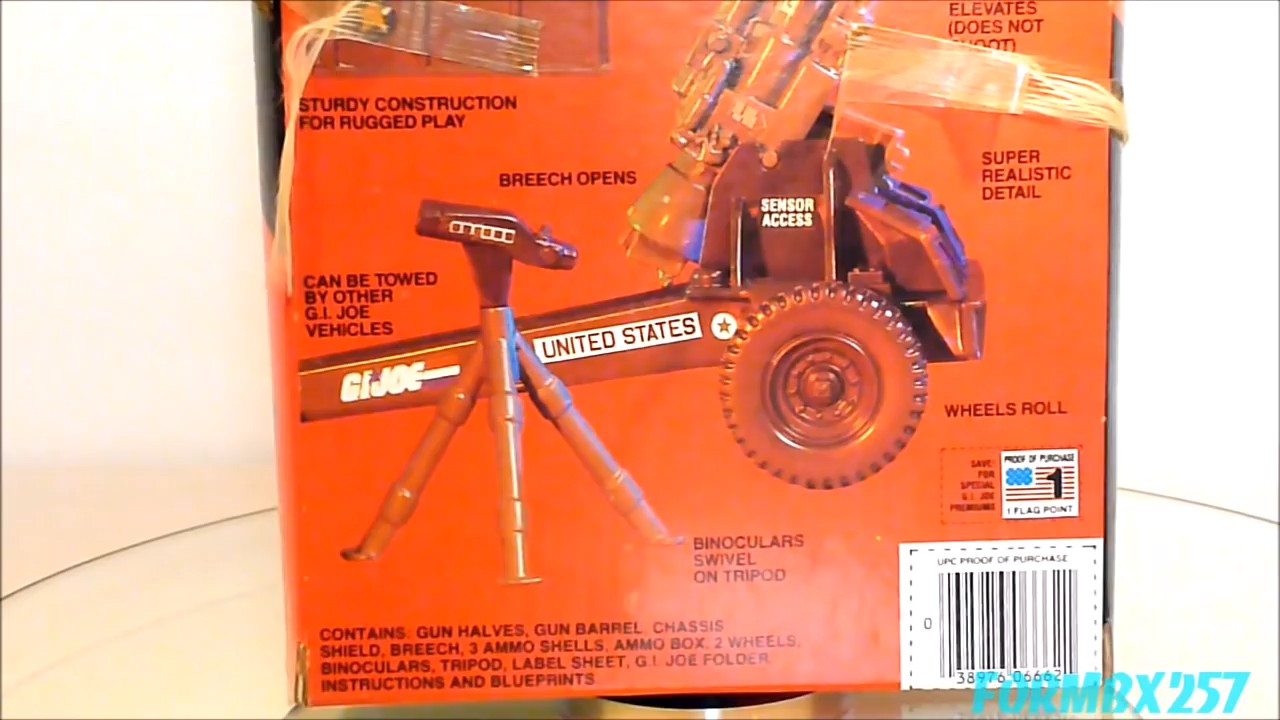 ELEVATES
(DOES NOT
SHOOT)
STURDY CONSTRUCTION
FOR RUGGED PLAY
BREECH OPENS
SUPER
REALISTIC
DETAIL
SENSOR
ACCESS
CAN BE TOWED
BY OTHER
G.I. JOE
VEHICLES
UNITED STATES
G.I. JOE
WHEELS ROLL
SAVE!
FOR
SPECIAL
G.I. JOE
PREMIUMS
PROOF OF PURCHASE
1
1 FLAG POINT
BINOCULARS
SWIVEL
ON TRIPOD
UPC PROOF OF PURCHASE
0
38976 06662
CONTAINS: GUN HALVES, GUN BARREL, CHASSIS
SHIELD, BREECH, 3 AMMO SHELLS, AMMO BOX, 2 WHEELS,
BINOCULARS, TRIPOD, LABEL SHEET, G.I. JOE FOLDER,
INSTRUCTIONS AND BLUEPRINTS
FORMBX257